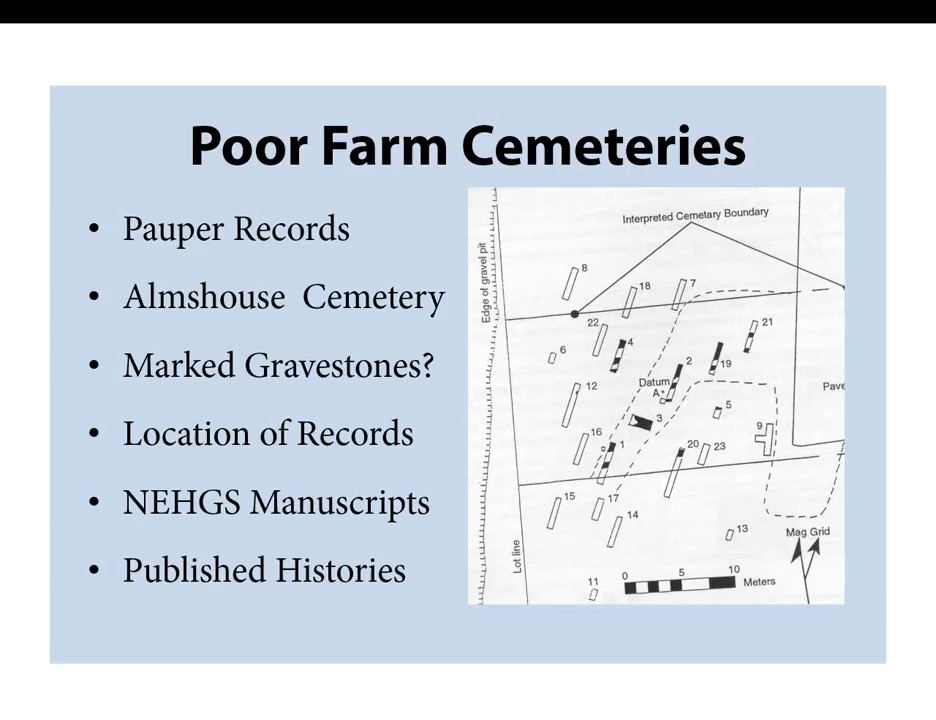 Poor Farm Cemeteries
• Pauper Records
• Almshouse Cemetery
• Marked Gravestones?
• Location of Records
• NEHGS Manuscripts
• Published Histories
Interpreted Cemetary Boundary
Edge of gravel pit
8
18
7
22
21
6
4
2
19
Datum
A
12
Pave
5
3
9
16
1
20
23
15
17
14
13
Mag Grid
Lot line
11
0 5 10
Meters